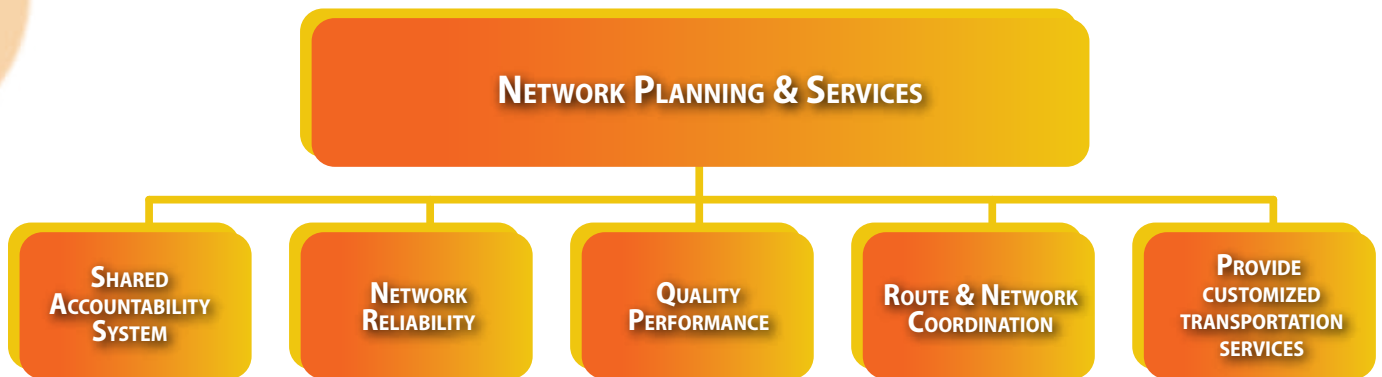 Network Planning & Services
Shared
Accountability
System
Network
Reliability
Quality
Performance
Route & Network
Coordination
Provide
customized
transportation
services